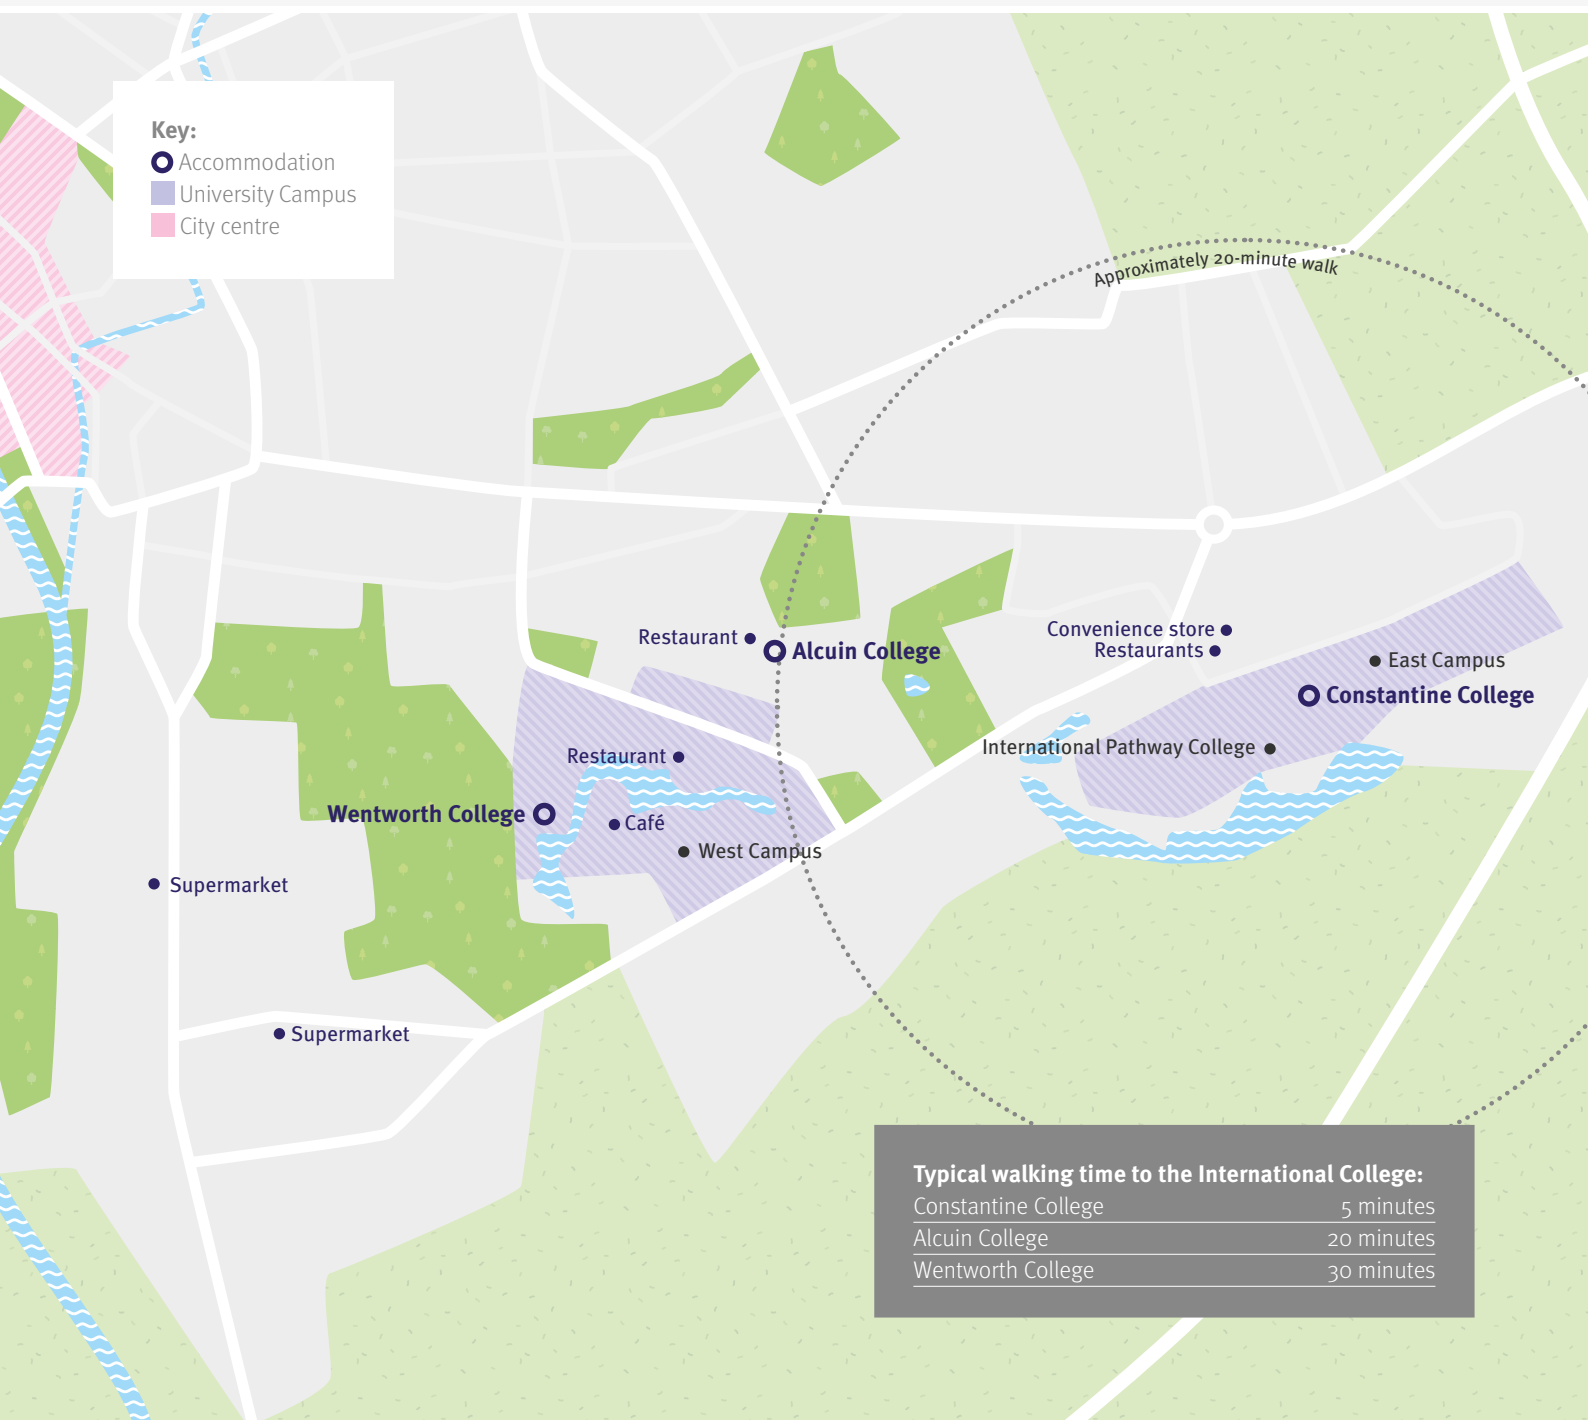 Key:
Accommodation
University Campus
City centre
Approximately 20-minute walk
Restaurant
Alcuin College
Convenience store
Restaurants
East Campus
Constantine College
International Pathway College
Restaurant
Wentworth College
Café
West Campus
Supermarket
Supermarket
Typical walking time to the International College:
Constantine College 5 minutes
Alcuin College 20 minutes
Wentworth College 30 minutes